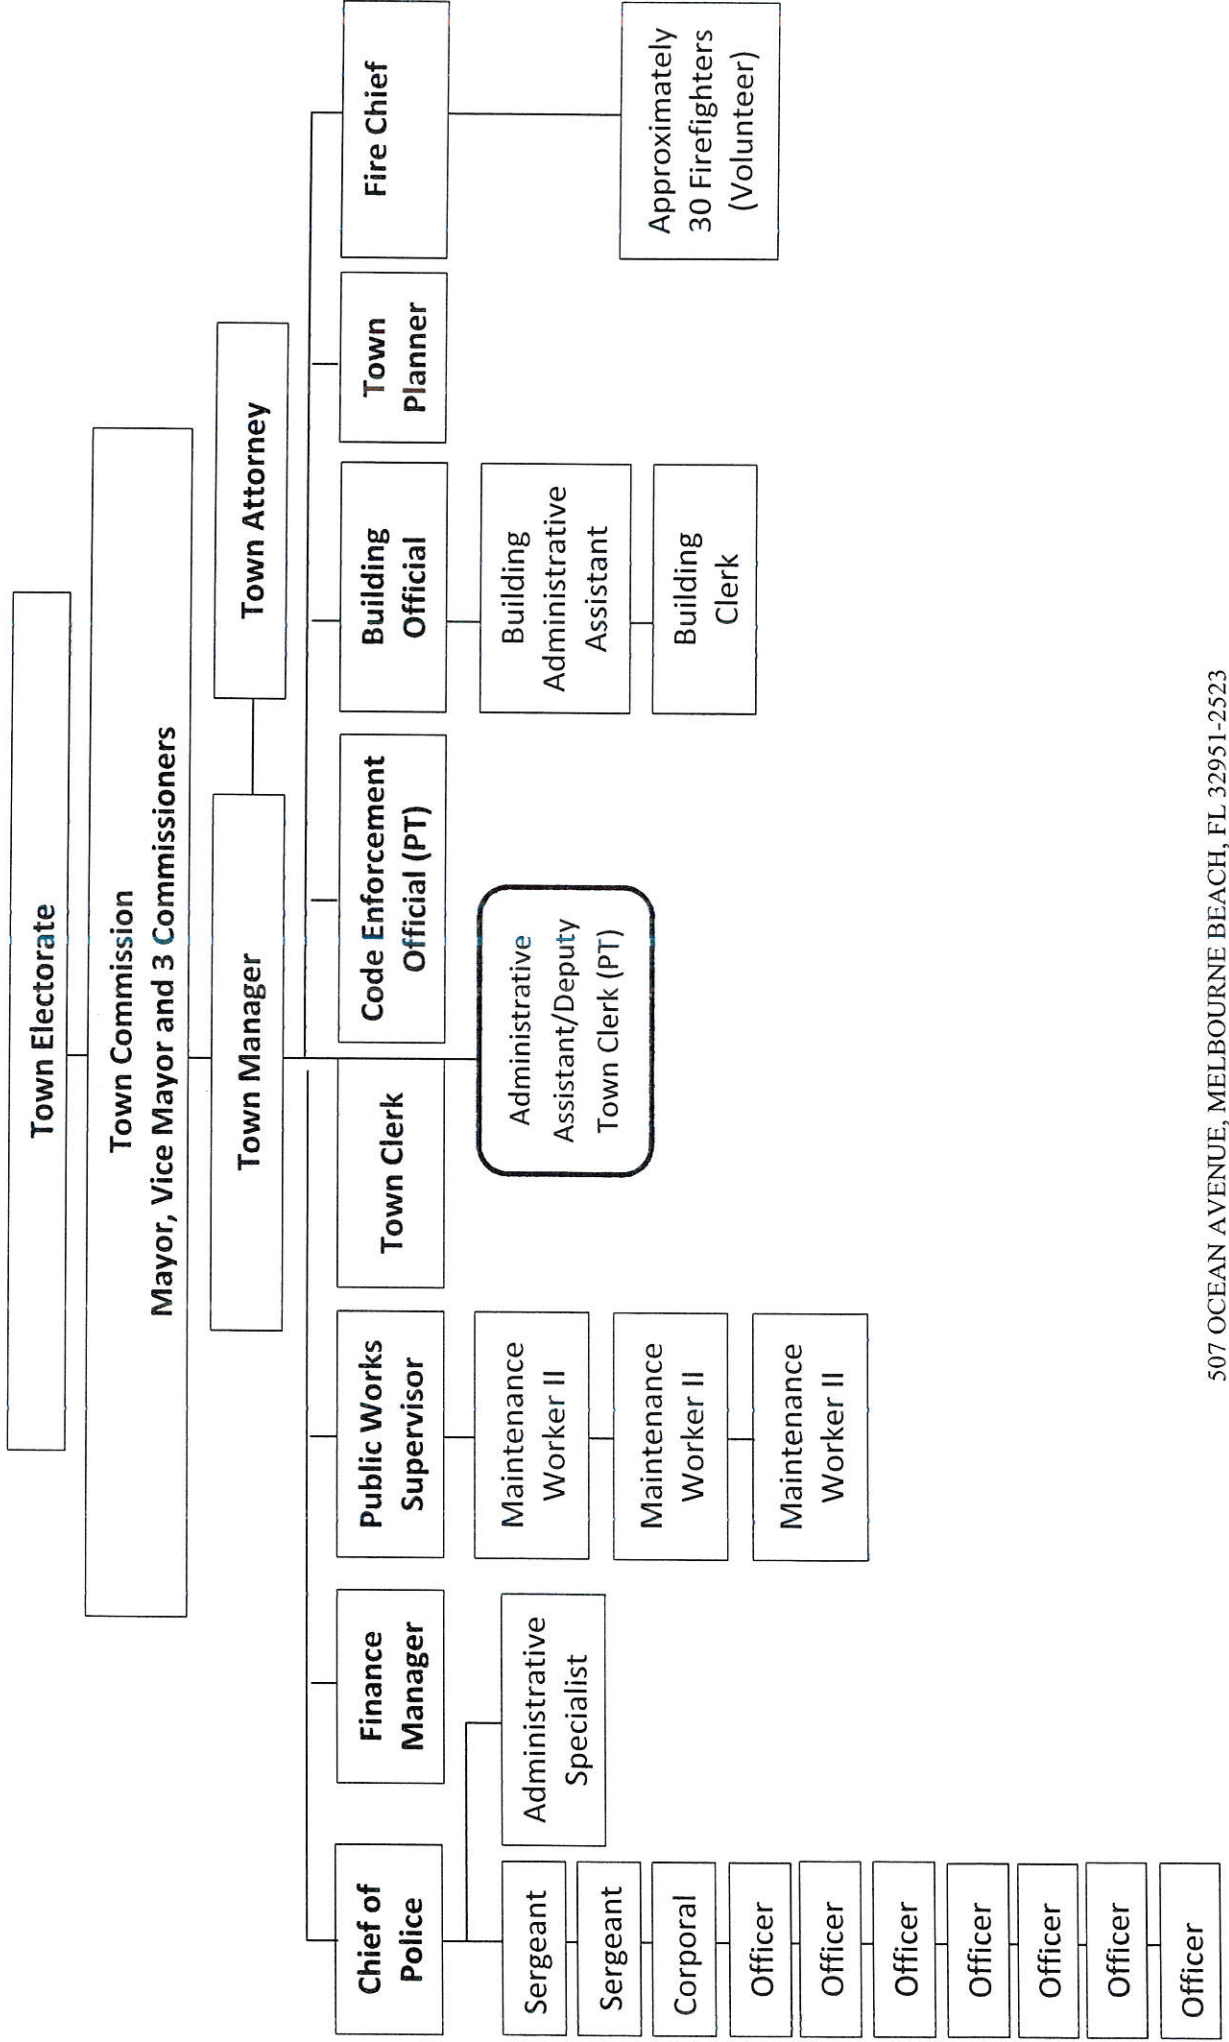 Town Electorate
Town Commission
Mayor, Vice Mayor and 3 Commissioners
Town Manager
Town Attorney
Chief of
Police
Finance
Manager
Public Works
Supervisor
Town Clerk
Code Enforcement
Official (PT)
Building
Official
Town
Planner
Fire Chief
Sergeant
Sergeant
Corporal
Officer
Officer
Officer
Officer
Officer
Officer
Officer
Administrative
Specialist
Maintenance
Worker II
Maintenance
Worker II
Maintenance
Worker II
Administrative
Assistant/Deputy
Town Clerk (PT)
Building
Administrative
Assistant
Building
Clerk
Approximately
30 Firefighters
(Volunteer)
507 OCEAN AVENUE, MELBOURNE BEACH, FL 32951-2523